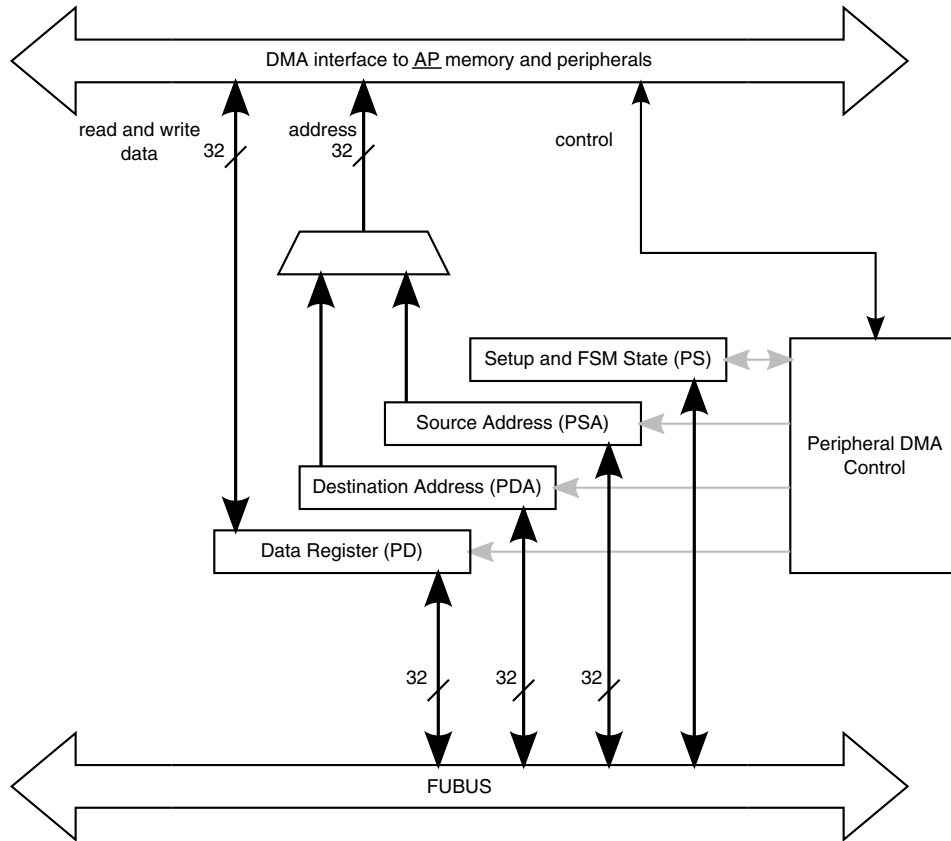 DMA interface to AP memory and peripherals
read and write
data
32
address
32
control
Setup and FSM State (PS)
Source Address (PSA)
Peripheral DMA
Control
Destination Address (PDA)
Data Register (PD)
32
32
32
FUBUS